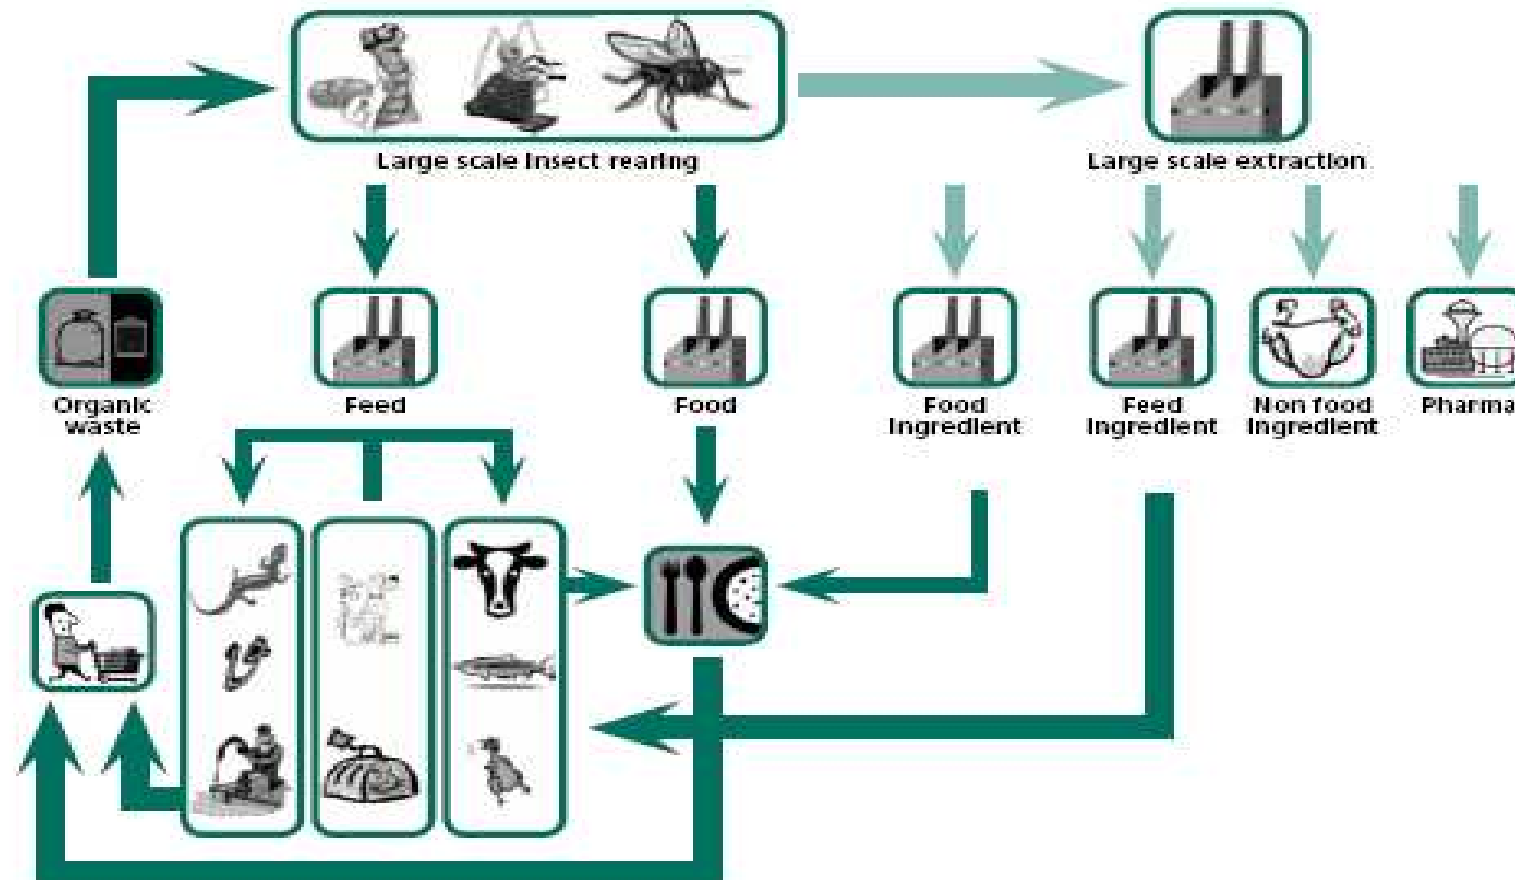 Large scale insect rearing
Large scale extraction
Organic
waste
Feed
Food
Food
Ingredient
Feed
Ingredient
Non food
Ingredient
Pharma